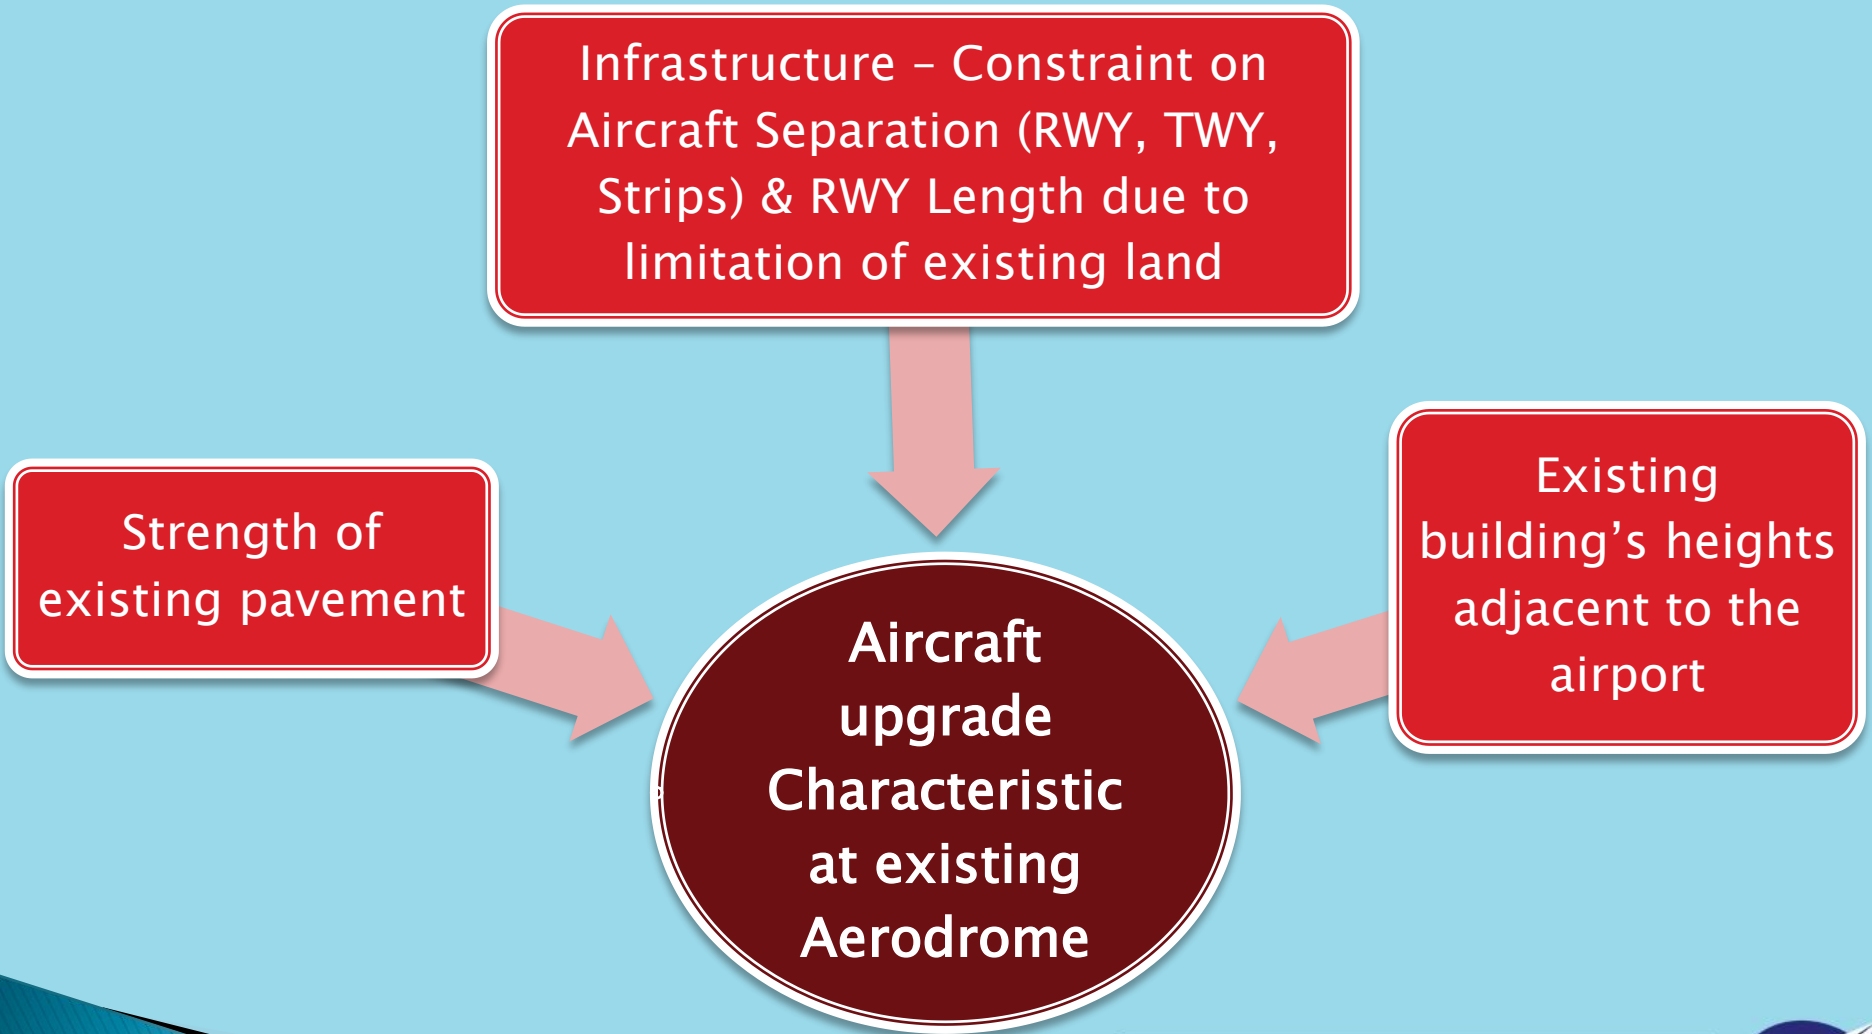 Infrastructure – Constraint on
Aircraft Separation (RWY, TWY,
Strips) & RWY Length due to
limitation of existing land
Strength of
existing pavement
Existing
building’s heights
adjacent to the
airport
Aircraft
upgrade
Characteristic
at existing
Aerodrome